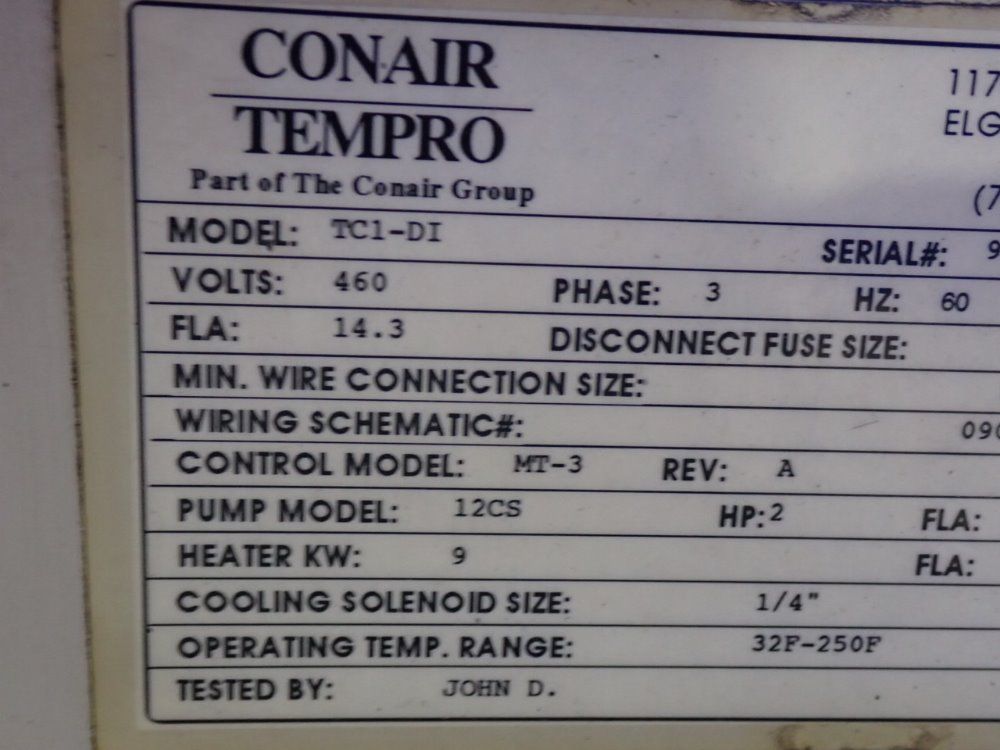 CONAIR
TEMPRO
Part of The Conair Group
117
ELG
(7
MODEL: TC1-DI SERIAL#: 9
VOLTS: 460 PHASE: 3 HZ: 60
FLA: 14.3 DISCONNECT FUSE SIZE:
MIN. WIRE CONNECTION SIZE:
WIRING SCHEMATIC#: 090
CONTROL MODEL: MT-3 REV: A
PUMP MODEL: 12CS HP: 2 FLA:
HEATER KW: 9 FLA:
COOLING SOLENOID SIZE: 1/4"
OPERATING TEMP. RANGE: 32F-250F
TESTED BY: JOHN D.